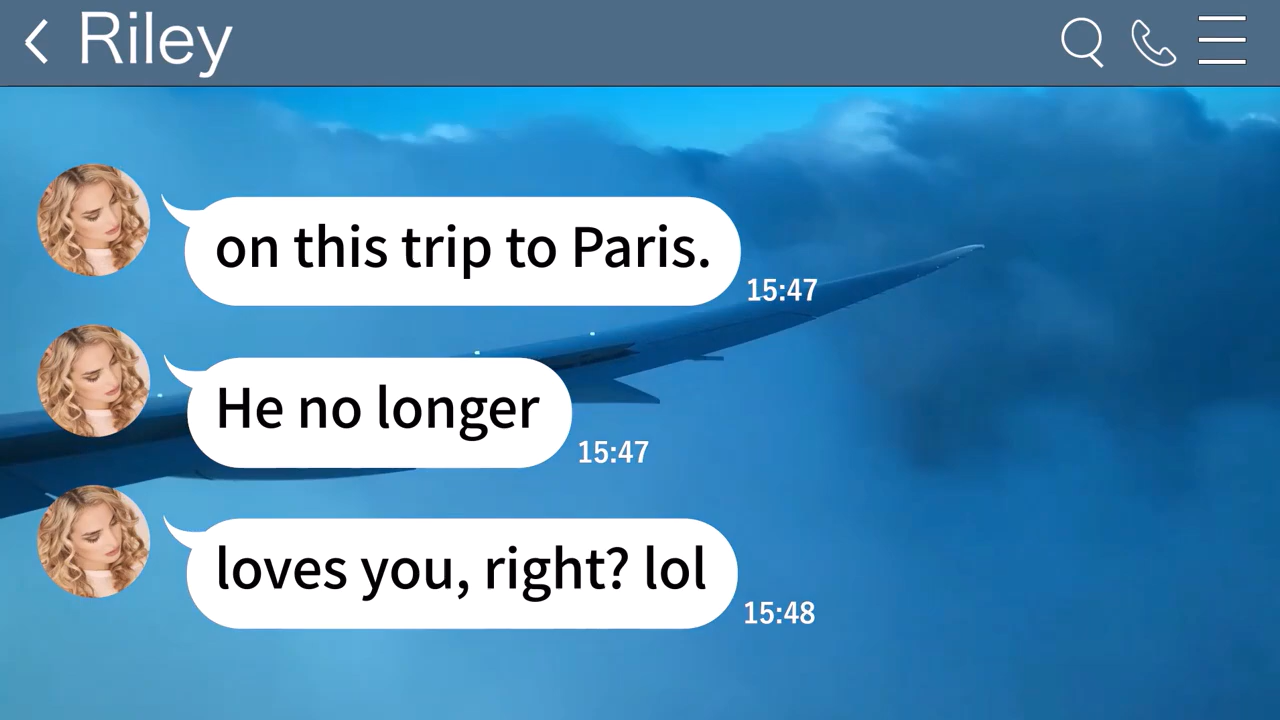 Riley
on this trip to Paris.
15:47
He no longer
15:47
loves you, right? lol
15:48